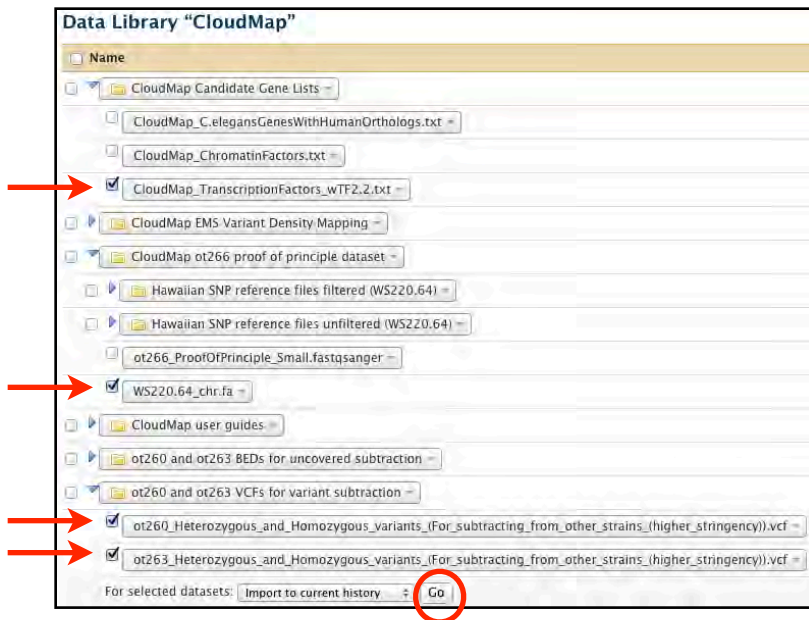 Data Library “CloudMap”
Name
CloudMap Candidate Gene Lists
CloudMap_C.elegansGenesWithHumanOrthologs.txt
CloudMap_ChromatinFactors.txt
CloudMap_TranscriptionFactors_wTF2.2.txt
CloudMap EMS Variant Density Mapping
CloudMap ot266 proof of principle dataset
Hawaiian SNP reference files filtered (WS220.64)
Hawaiian SNP reference files unfiltered (WS220.64)
ot266_ProofOfPrinciple_Small.fastqsanger
WS220.64_chr.fa
CloudMap user guides
ot260 and ot263 BEDs for uncovered subtraction
ot260 and ot263 VCFs for variant subtraction
ot260_Heterozygous_and_Homozygous_variants_(For_subtracting_from_other_strains_(higher_stringency)).vcf
ot263_Heterozygous_and_Homozygous_variants_(For_subtracting_from_other_strains_(higher_stringency)).vcf
For selected datasets: Import to current history Go